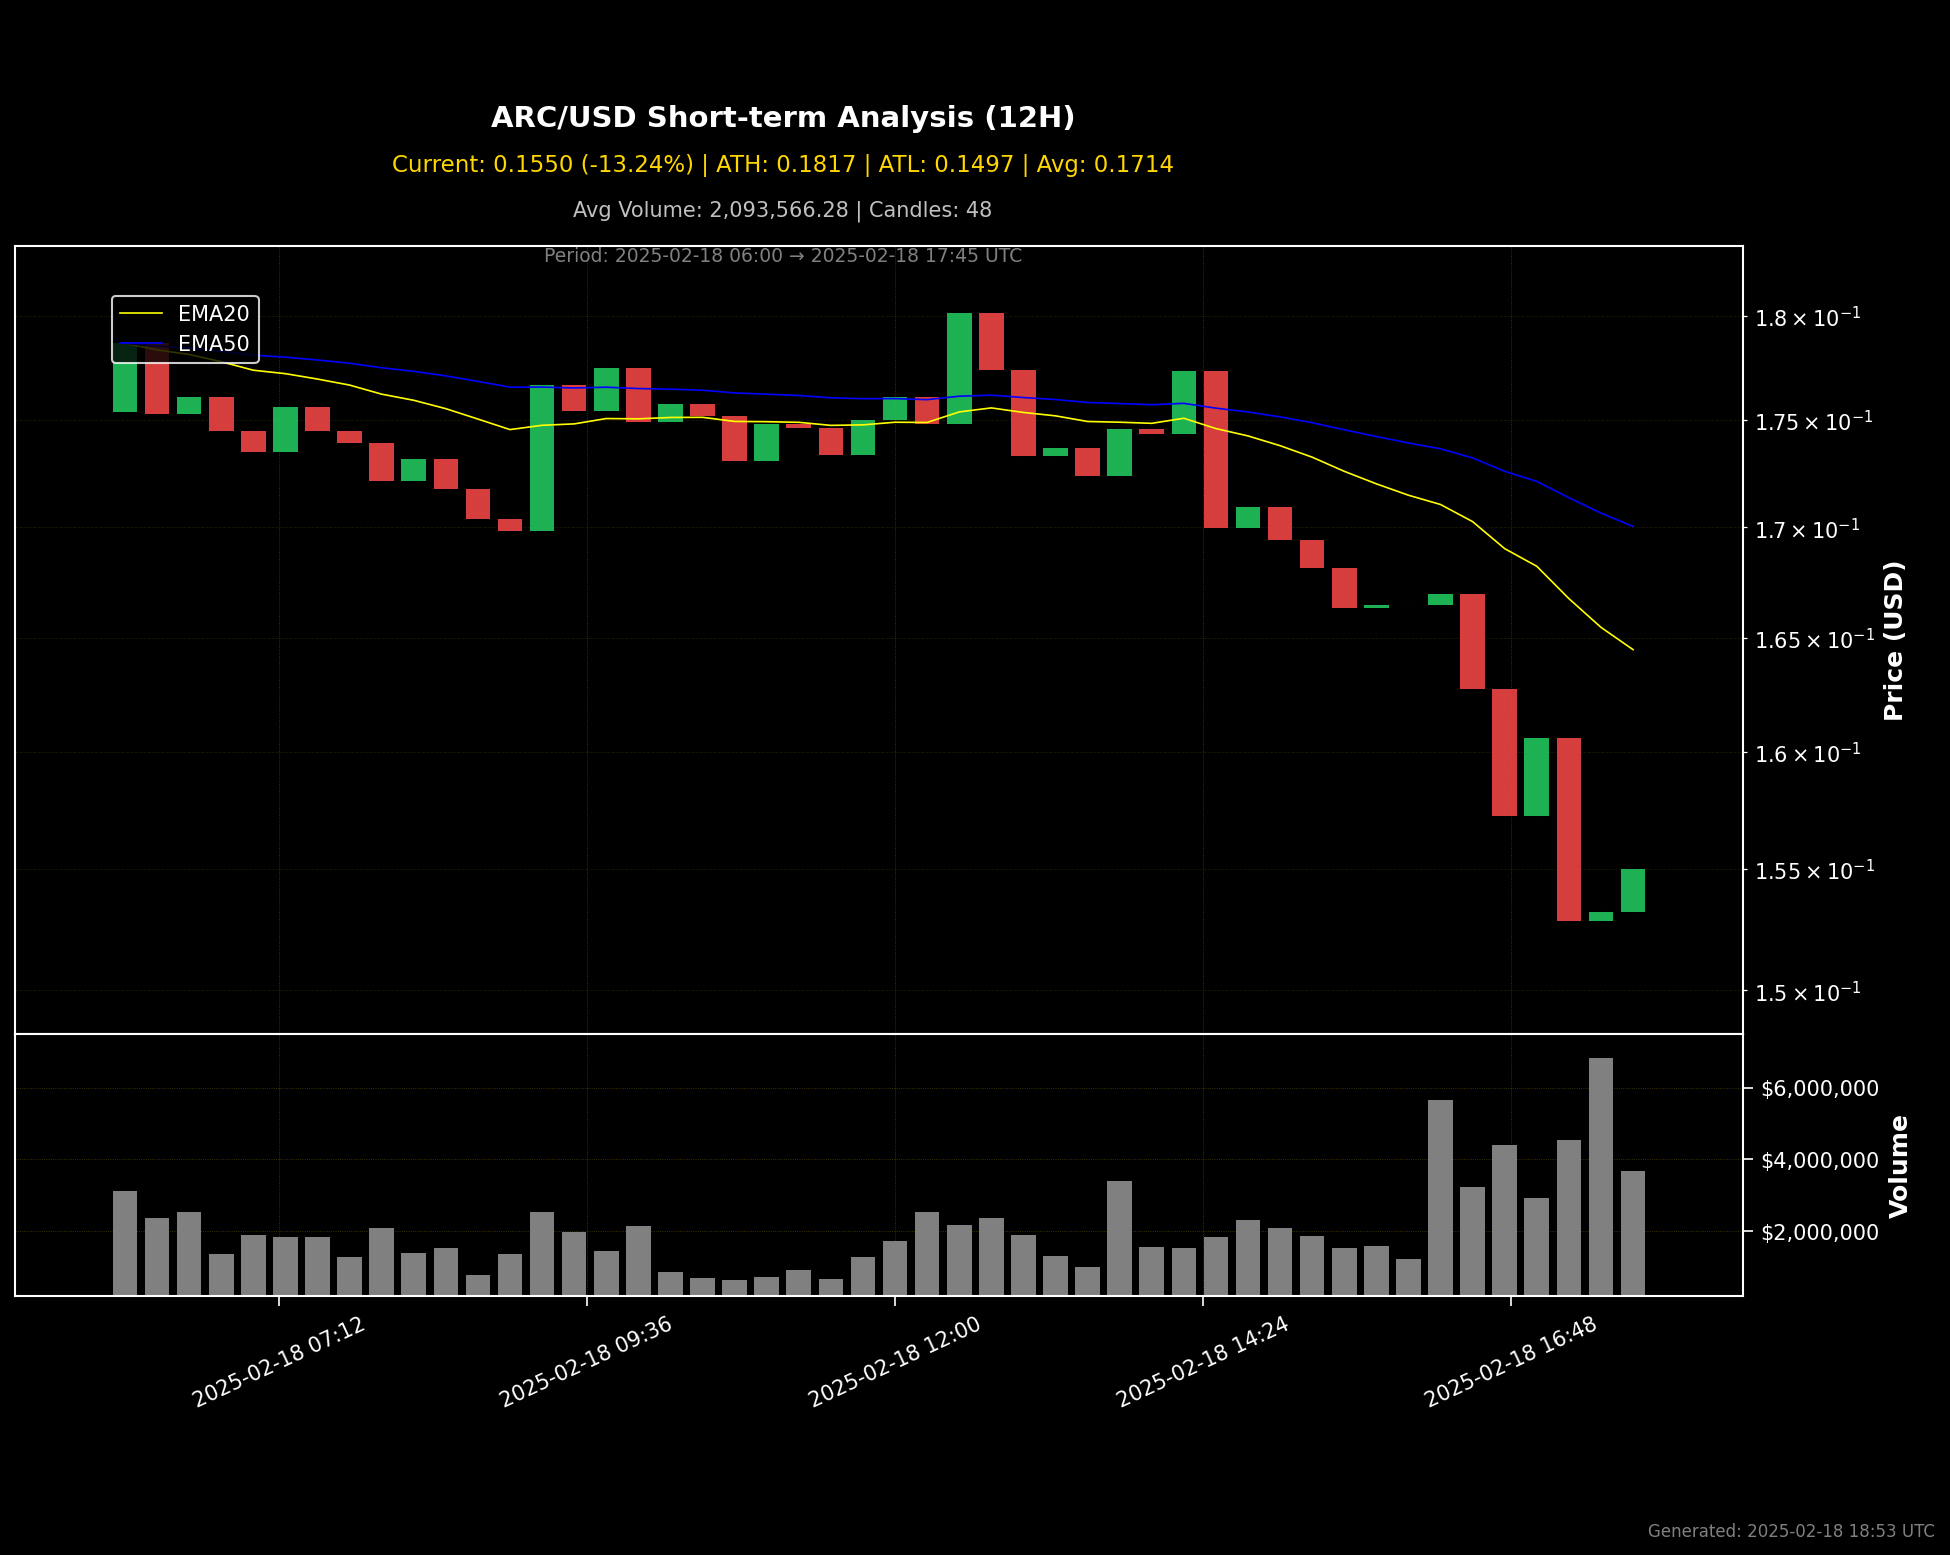 ARC/USD Short-term Analysis (12H)
Current: 0.1550 (-13.24%) | ATH: 0.1817 | ATL: 0.1497 | Avg: 0.1714
Avg Volume: 2,093,566.28 | Candles: 48
Period: 2025-02-18 06:00 → 2025-02-18 17:45 UTC
EMA20
EMA50
1.8 × 10⁻¹
1.75 × 10⁻¹
1.7 × 10⁻¹
1.65 × 10⁻¹
1.6 × 10⁻¹
1.55 × 10⁻¹
1.5 × 10⁻¹
Price (USD)
$6,000,000
$4,000,000
$2,000,000
Volume
2025-02-18 07:12
2025-02-18 09:36
2025-02-18 12:00
2025-02-18 14:24
2025-02-18 16:48
Generated: 2025-02-18 18:53 UTC